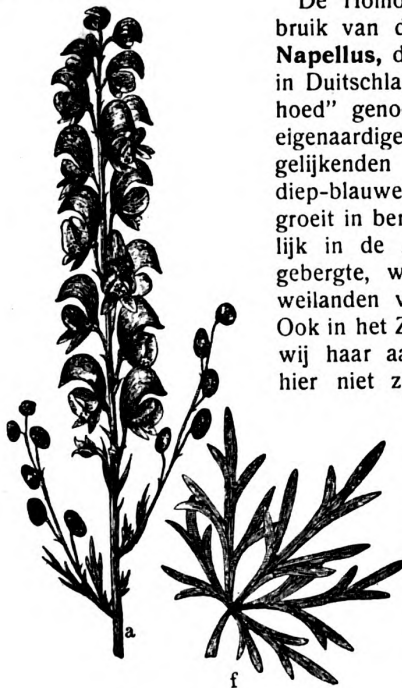 De Homo
bruik van d
Napellus, d
in Duitschla
hoed” geno
eigenaardige
gelijkenden
diep-blauwe
groeit in ber
lijk in de
gebergte, w
weilanden v
Ook in het Z
wij haar aa
hier niet z
a
f